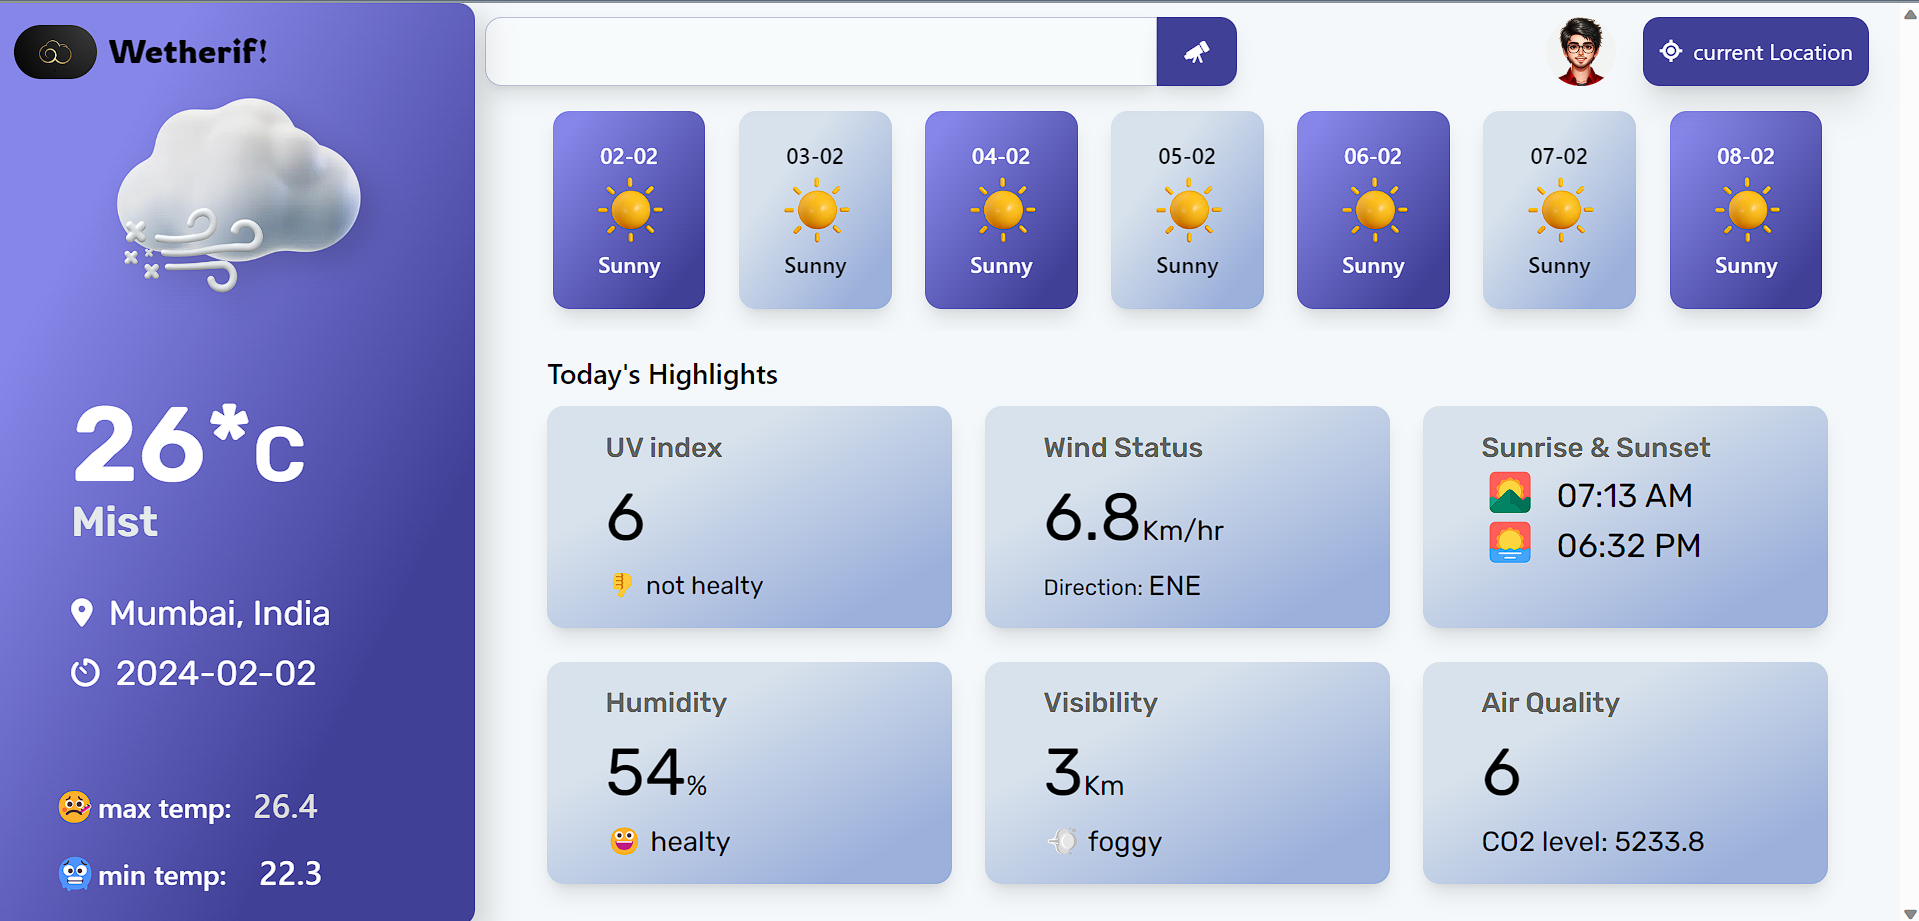 Wetherif!
26*c
Mist
Mumbai, India
2024-02-02
max temp: 26.4
min temp: 22.3
current Location
02-02
Sunny
03-02
Sunny
04-02
Sunny
05-02
Sunny
06-02
Sunny
07-02
Sunny
08-02
Sunny
Today's Highlights
UV index
6
not healty
Wind Status
6.8Km/hr
Direction: ENE
Sunrise & Sunset
07:13 AM
06:32 PM
Humidity
54%
healty
Visibility
3Km
foggy
Air Quality
6
CO2 level: 5233.8